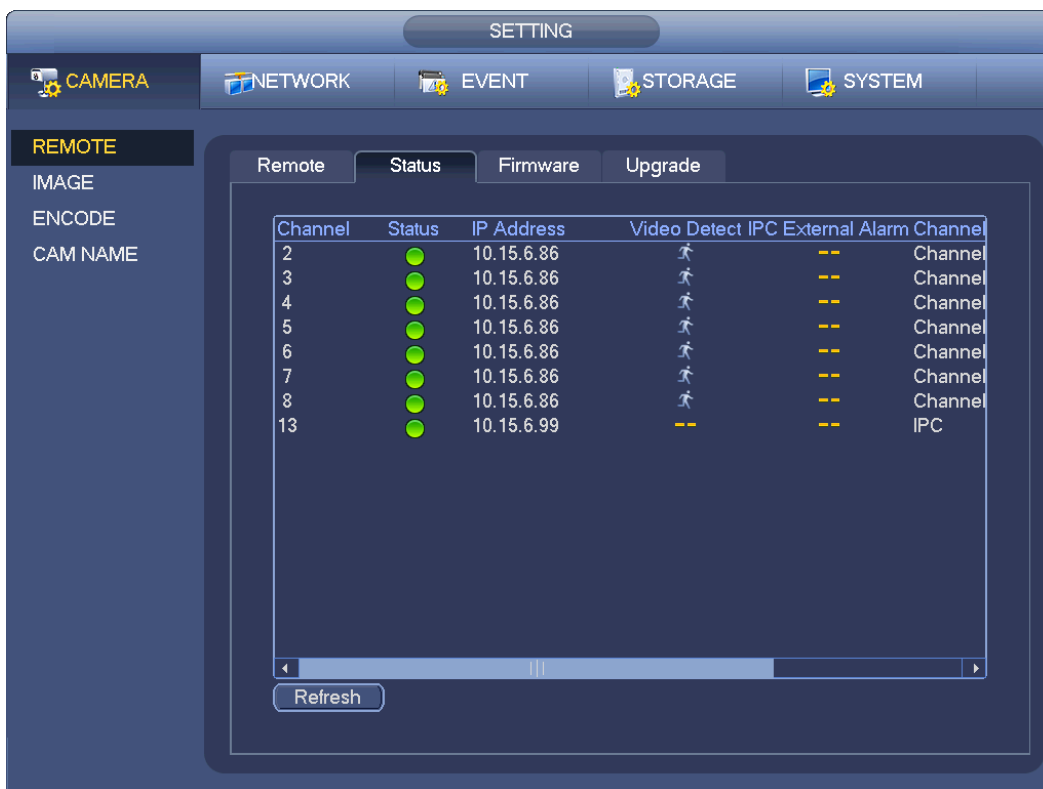 SETTING
CAMERA NETWORK EVENT STORAGE SYSTEM
REMOTE
IMAGE
ENCODE
CAM NAME
Remote Status Firmware Upgrade
Channel Status IP Address Video Detect IPC External Alarm Channel
2 10.15.6.86 -- Channel
3 10.15.6.86 -- Channel
4 10.15.6.86 -- Channel
5 10.15.6.86 -- Channel
6 10.15.6.86 -- Channel
7 10.15.6.86 -- Channel
8 10.15.6.86 -- Channel
13 10.15.6.99 -- -- IPC
Refresh